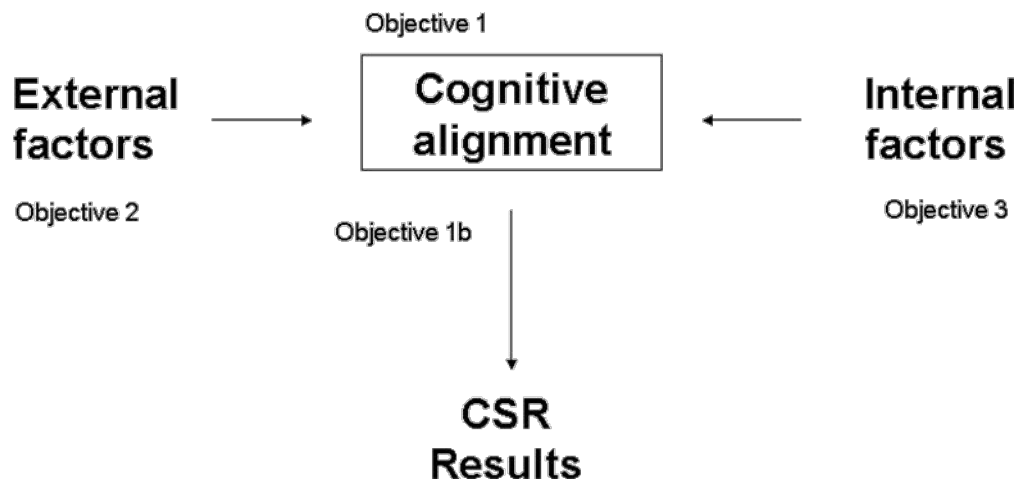 Objective 1
External
factors
Objective 2
Cognitive
alignment
Internal
factors
Objective 3
Objective 1b
CSR
Results